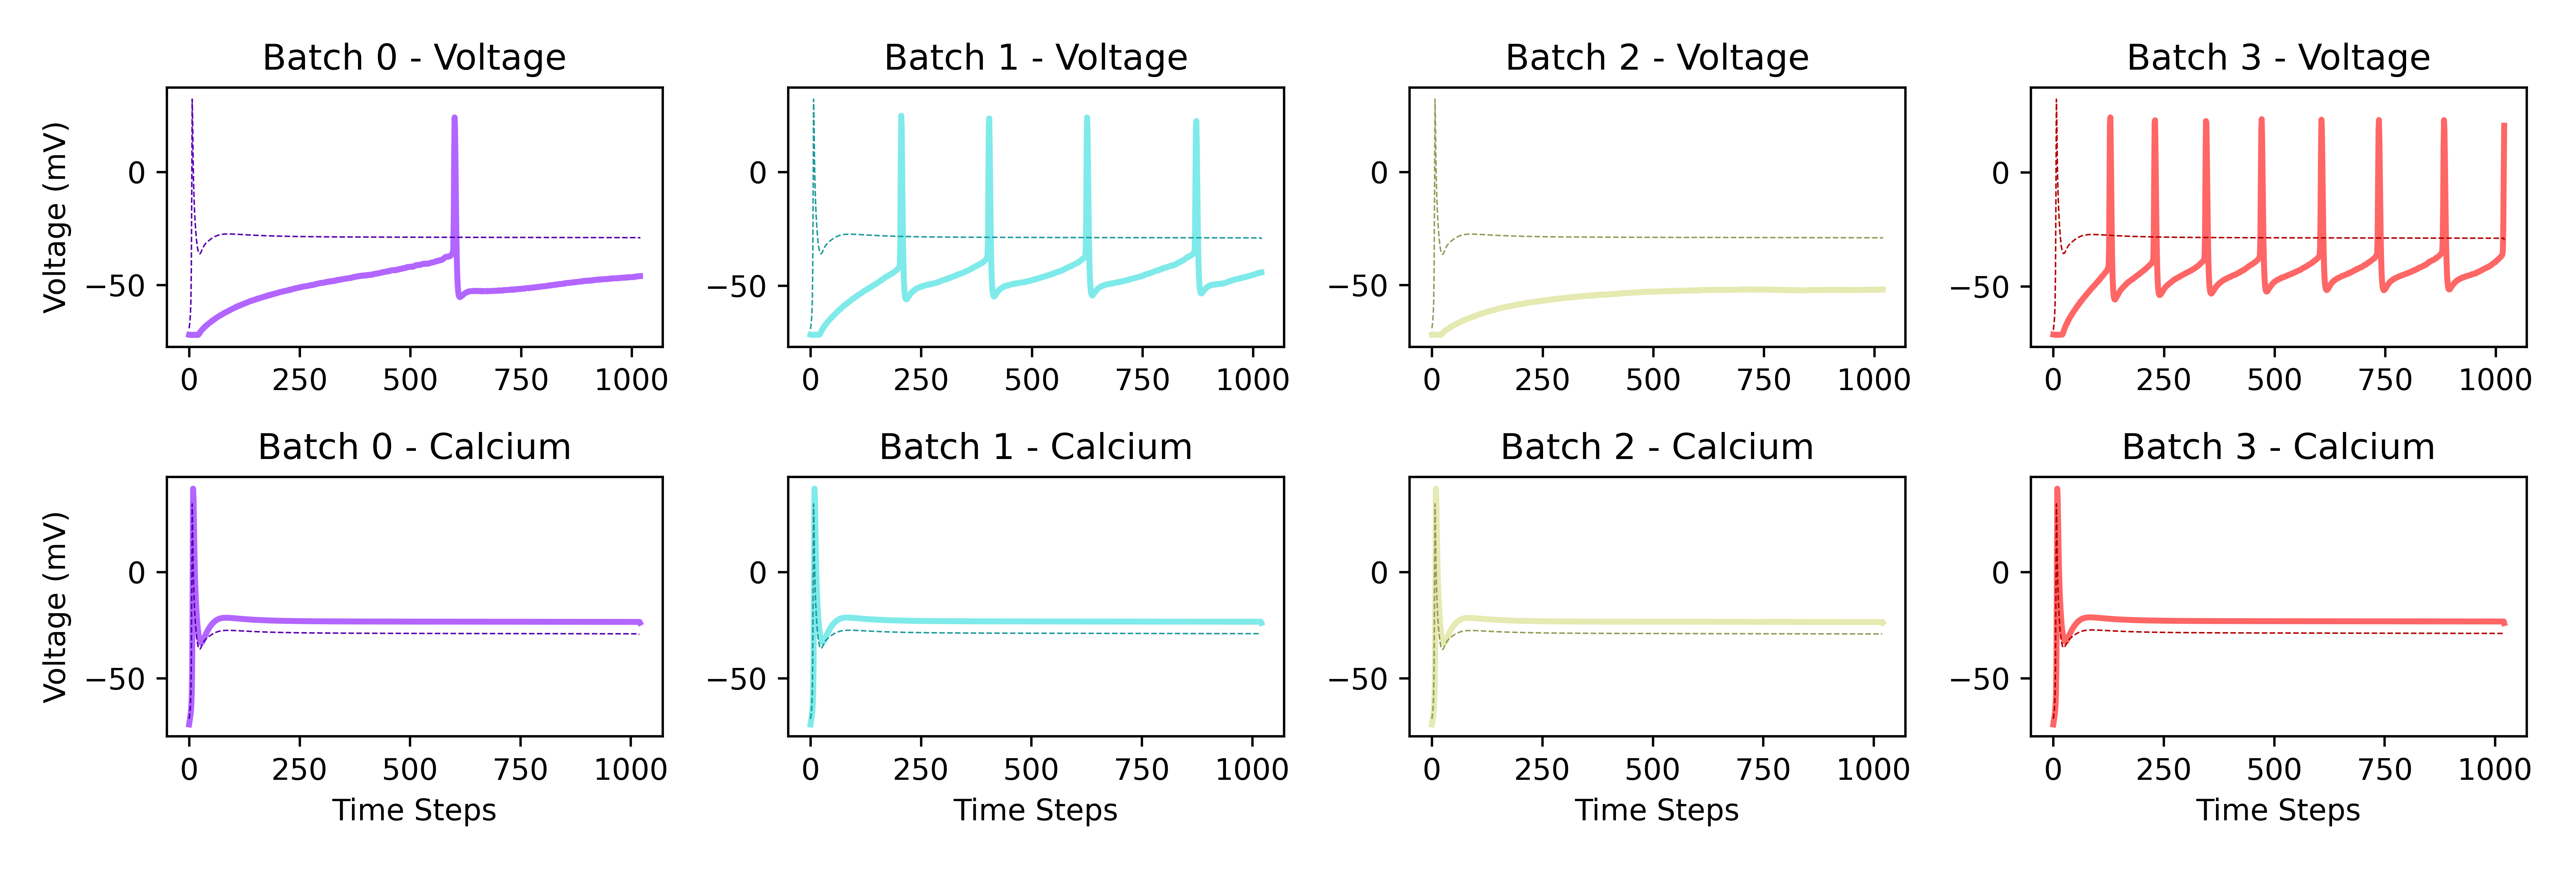 Batch 0 - Voltage
Batch 1 - Voltage
Batch 2 - Voltage
Batch 3 - Voltage
Voltage (mV)
0
−50
0
−50
0
−50
0
−50
0 250 500 750 1000
0 250 500 750 1000
0 250 500 750 1000
0 250 500 750 1000
Batch 0 - Calcium
Batch 1 - Calcium
Batch 2 - Calcium
Batch 3 - Calcium
Voltage (mV)
0
−50
0
−50
0
−50
0
−50
0 250 500 750 1000
0 250 500 750 1000
0 250 500 750 1000
0 250 500 750 1000
Time Steps
Time Steps
Time Steps
Time Steps